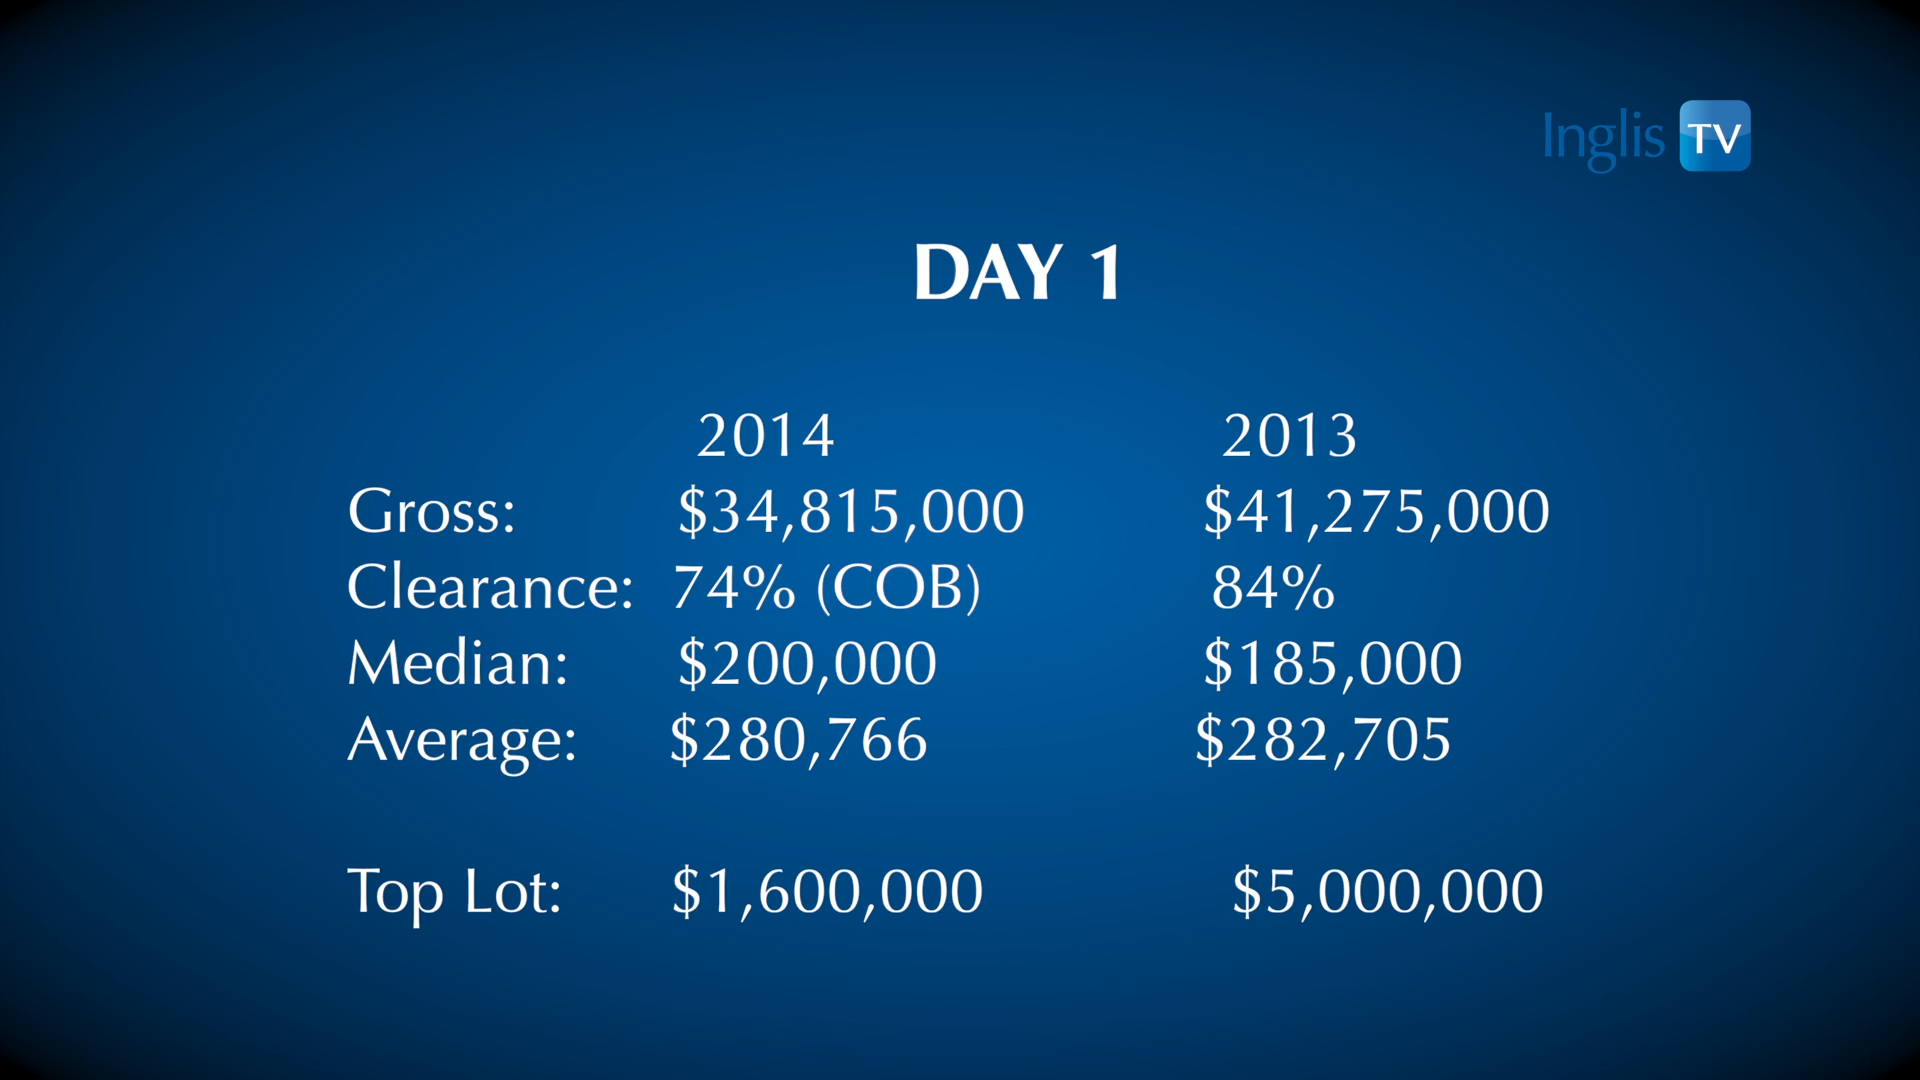 Inglis TV
DAY 1
2014 2013
Gross: $34,815,000 $41,275,000
Clearance: 74% (COB) 84%
Median: $200,000 $185,000
Average: $280,766 $282,705
Top Lot: $1,600,000 $5,000,000